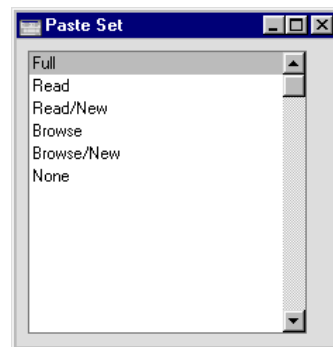 Paste Set
Full
Read
Read/New
Browse
Browse/New
None